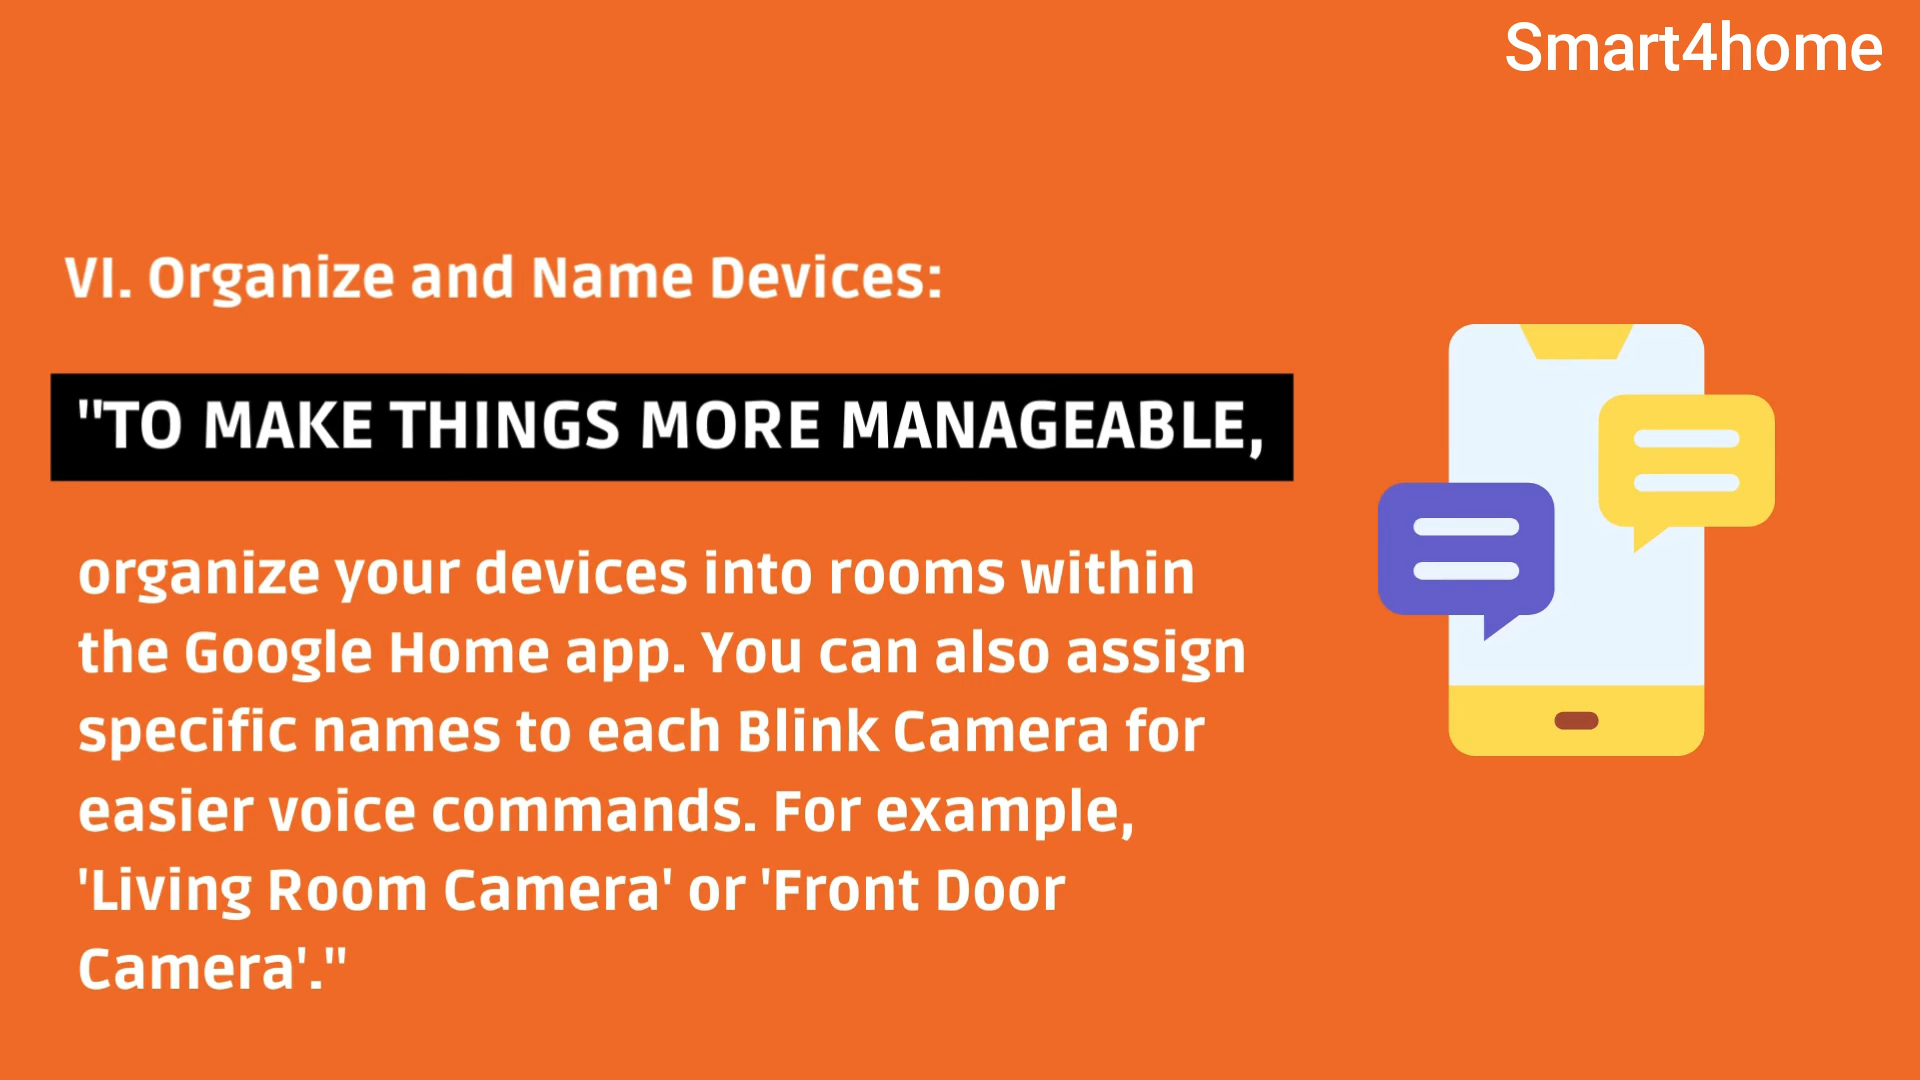 Smart4home
VI. Organize and Name Devices:
"TO MAKE THINGS MORE MANAGEABLE,
organize your devices into rooms within
the Google Home app. You can also assign
specific names to each Blink Camera for
easier voice commands. For example,
'Living Room Camera' or 'Front Door
Camera'."